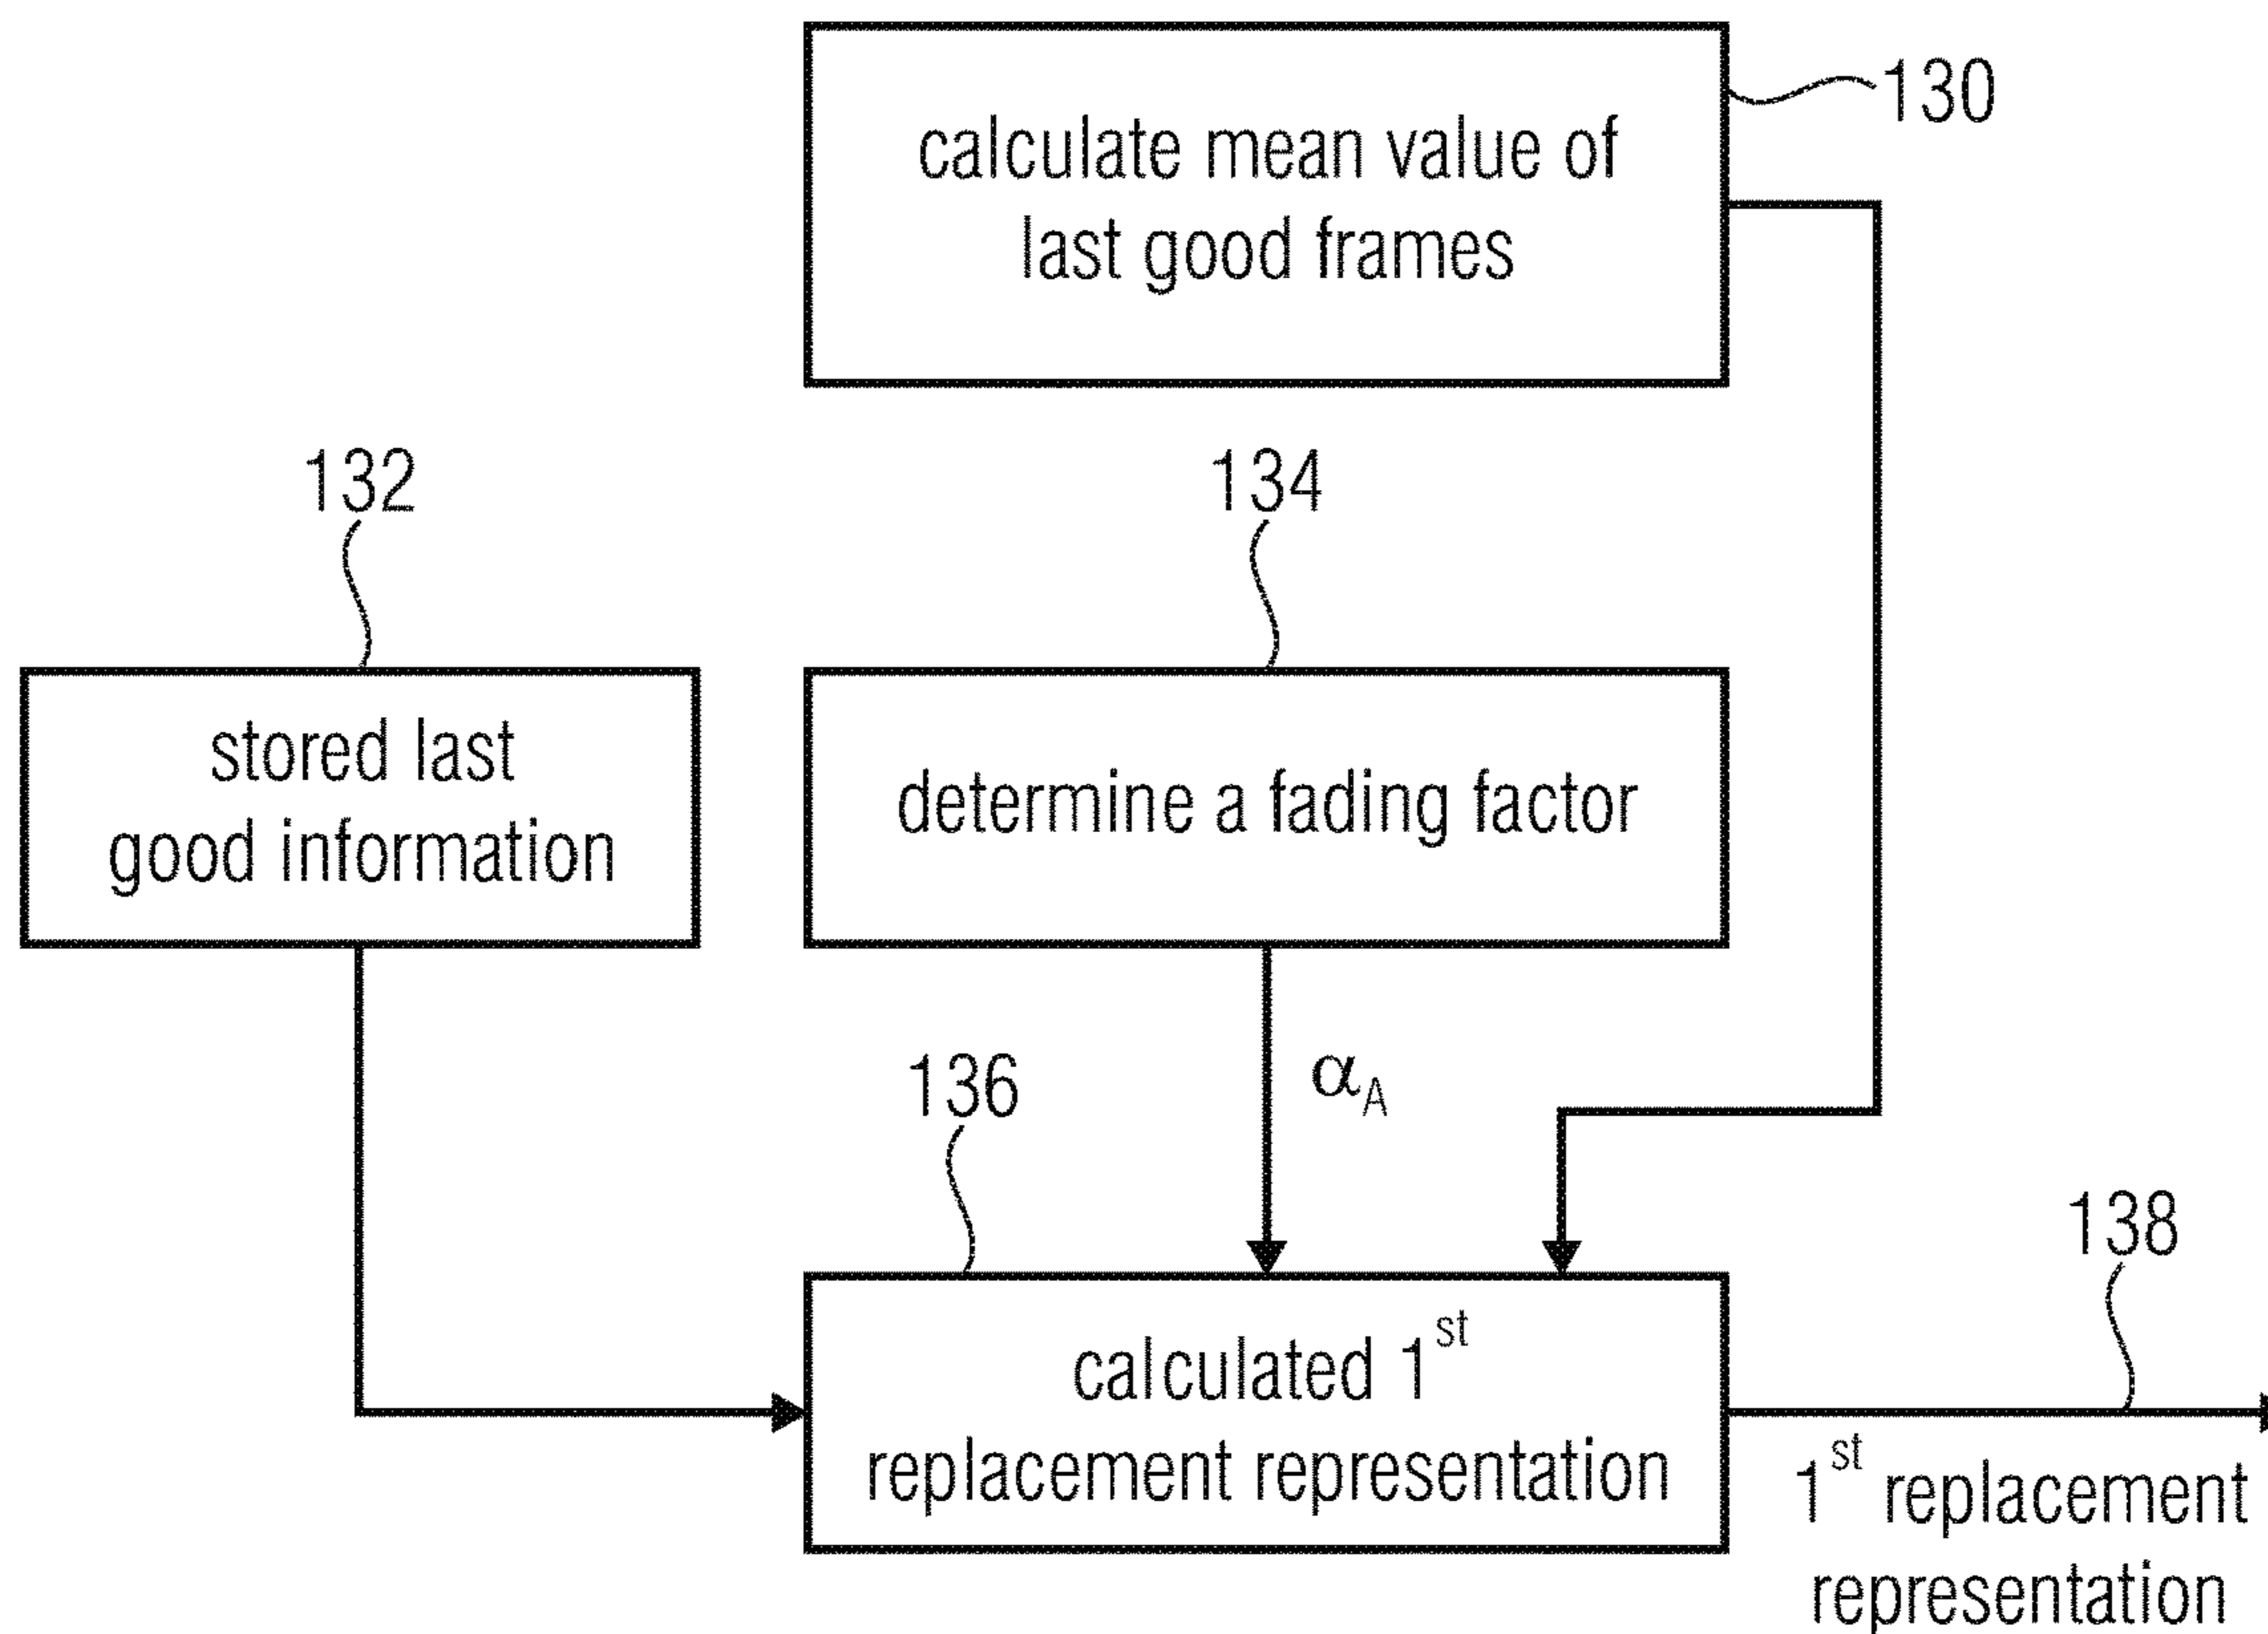 calculate mean value of
last good frames
130
132
134
stored last
good information
determine a fading factor
αA
136
calculated 1st
replacement representation
138
1st replacement
representation